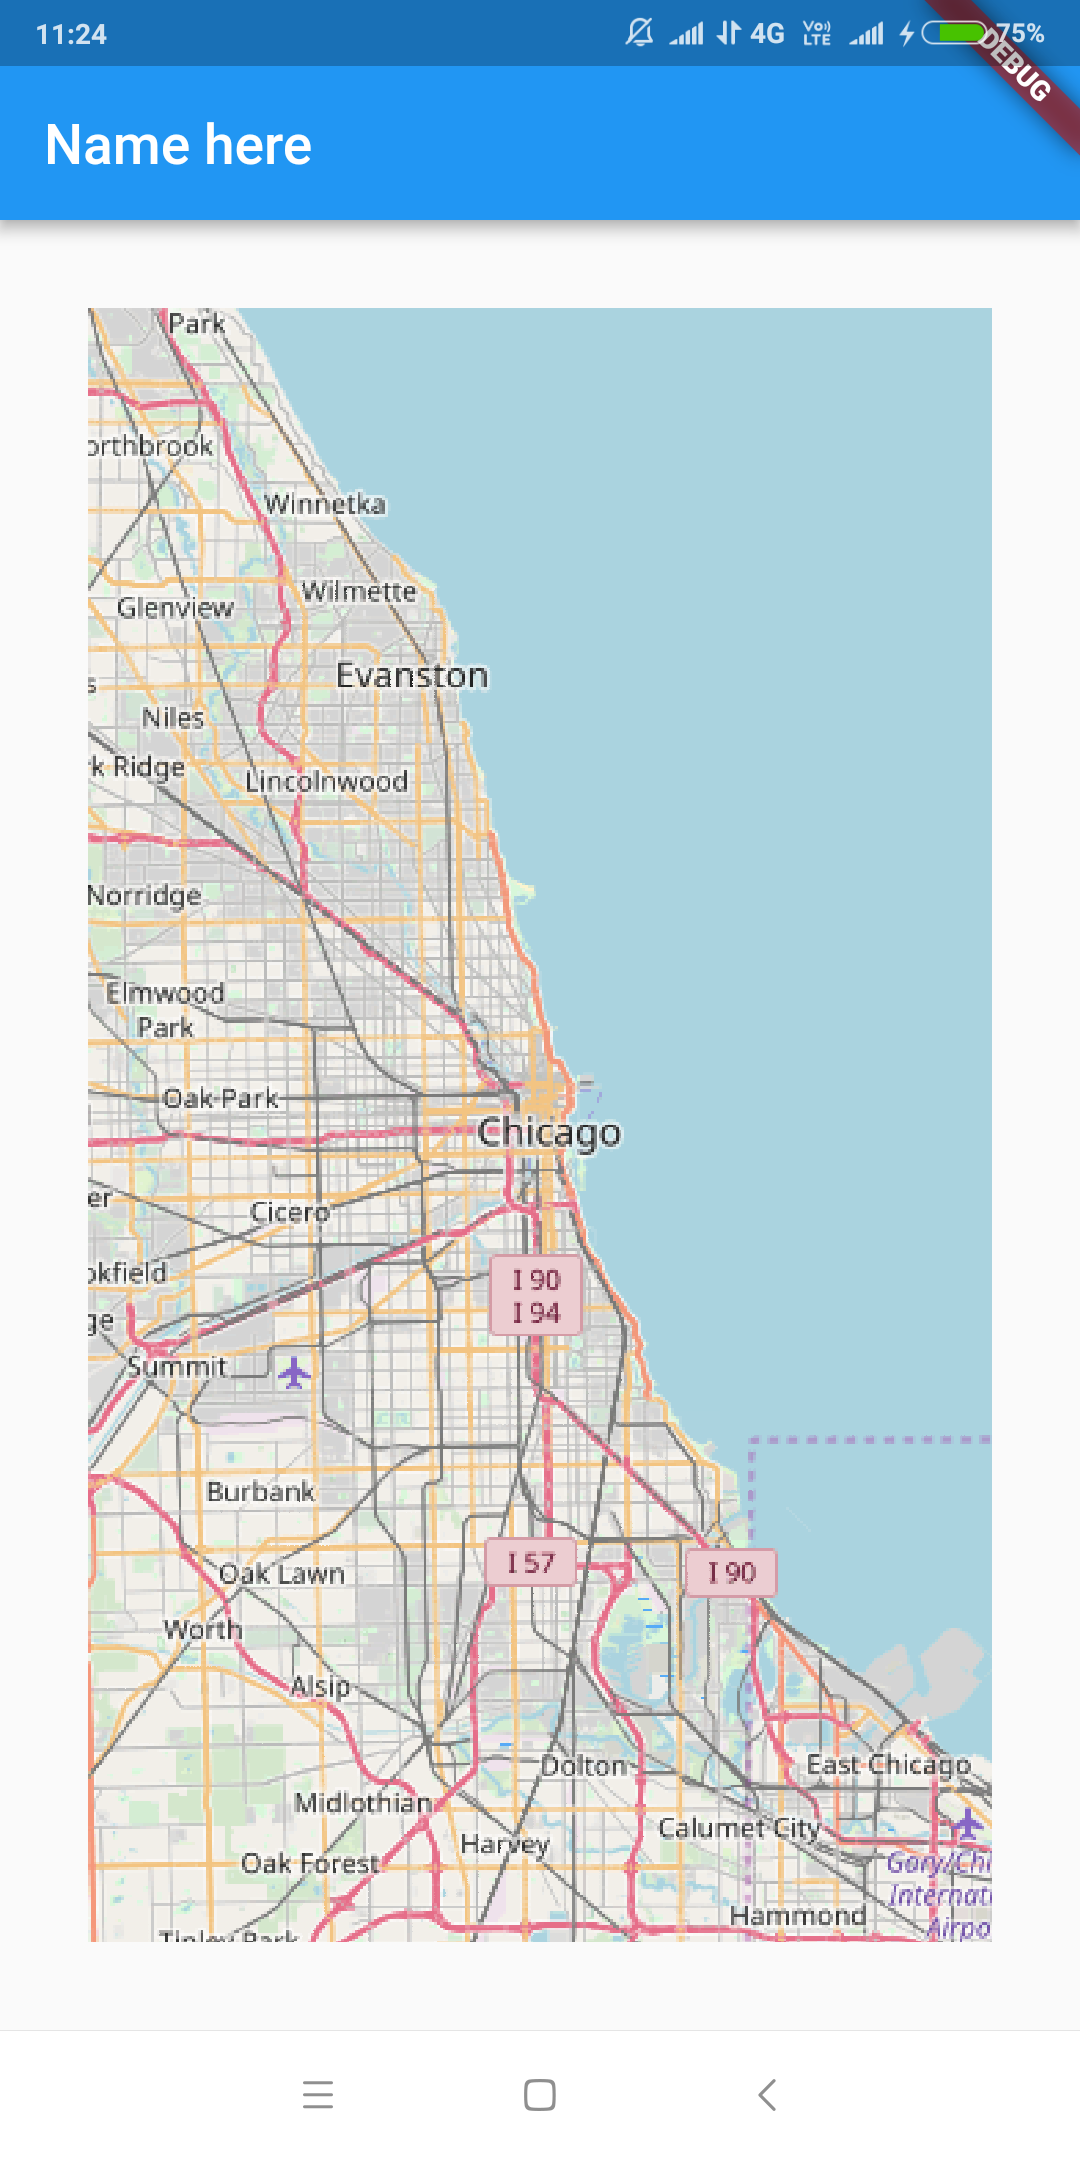 11:24
4G
Vo))
LTE
75%
DEBUG
Name here
Park
orthbrook
Winnetka
Wilmette
Glenview
Evanston
s
Niles
k Ridge
Lincolnwood
Norridge
Elmwood
Park
Oak Park
Chicago
er
Cicero
okfield
I 90
I 94
ge
Summit
Burbank
I 57
I 90
Oak Lawn
Worth
Alsip
Dolton
East Chicago
Midlothian
Calumet City
Harvey
Oak Forest
Gary/Chi
Internati
Hammond
Airpo
Tinley Park